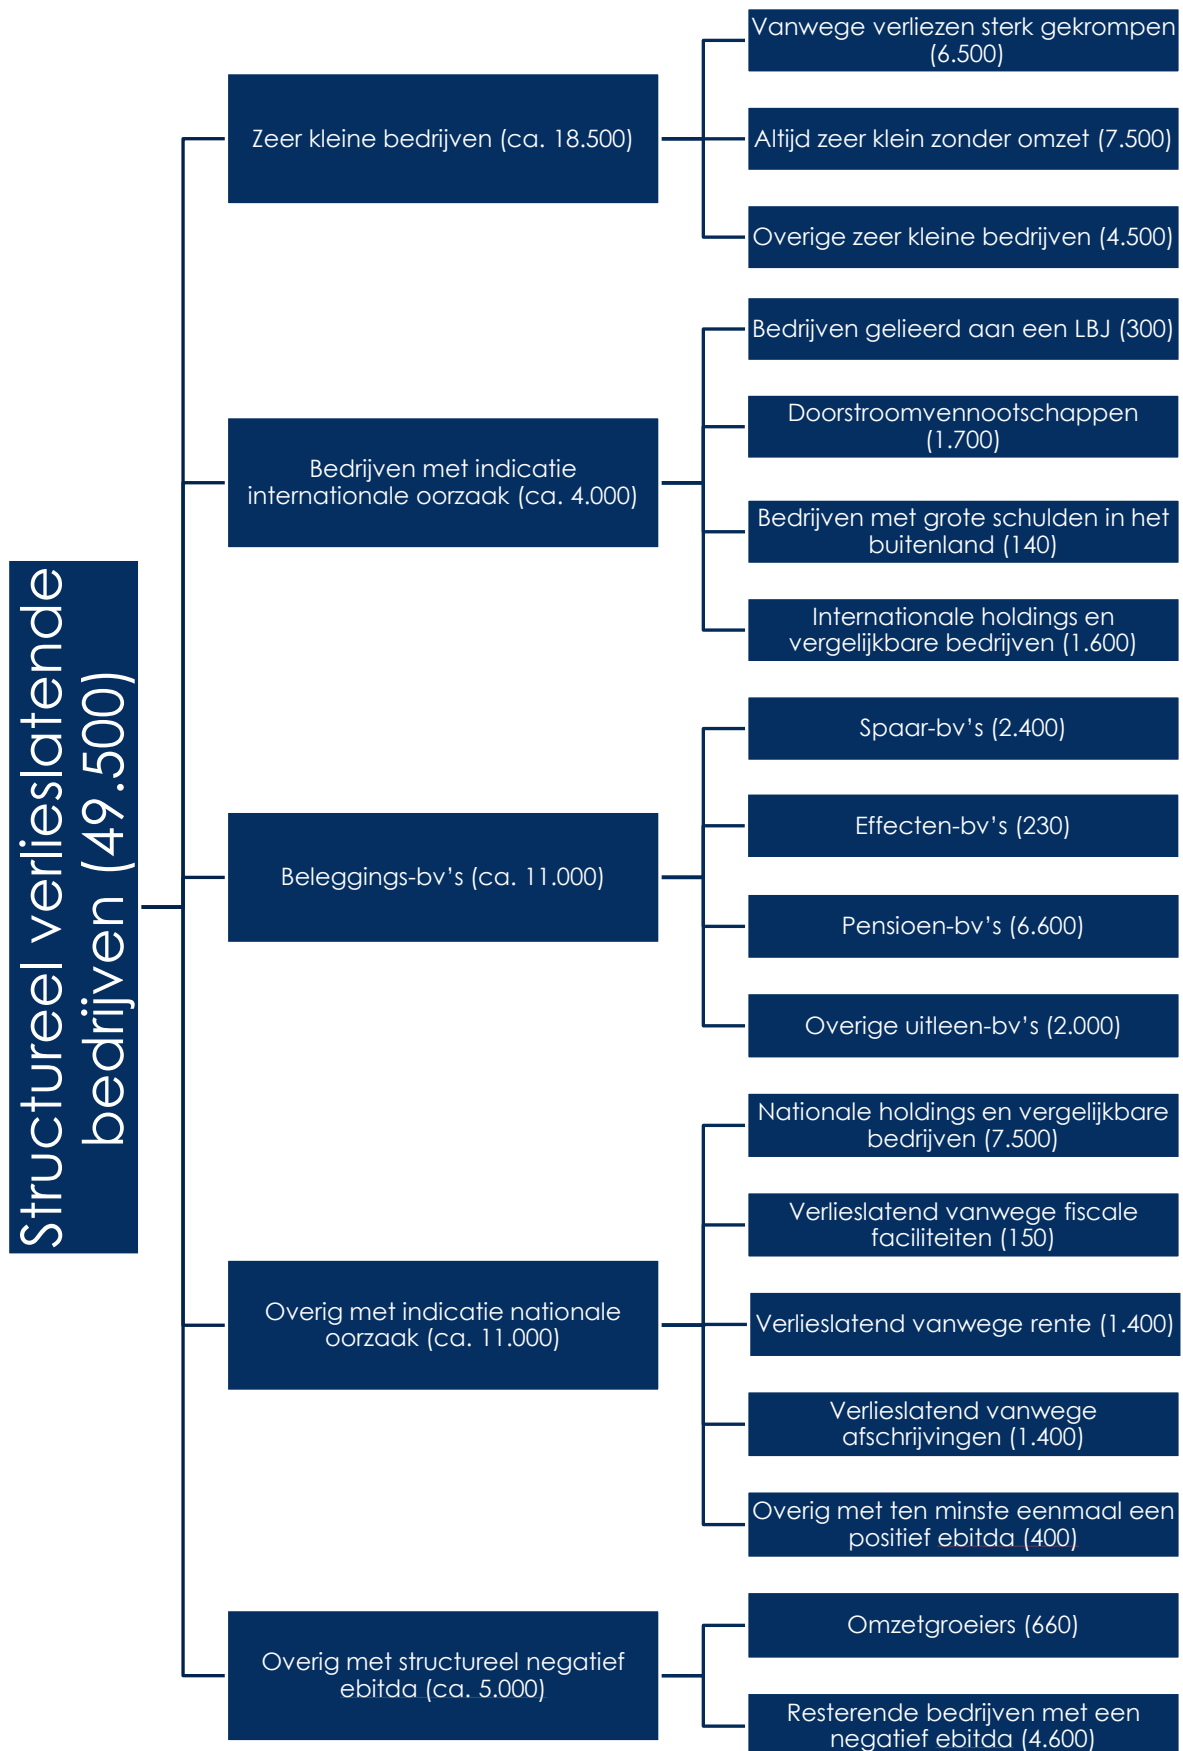 Structureel verlieslatende
bedrijven (49.500)
Zeer kleine bedrijven (ca. 18.500)
Vanwege verliezen sterk gekrompen
(6.500)
Altijd zeer klein zonder omzet (7.500)
Overige zeer kleine bedrijven (4.500)
Bedrijven met indicatie
internationale oorzaak (ca. 4.000)
Bedrijven gelieerd aan een LBJ (300)
Doorstroomvennootschappen
(1.700)
Bedrijven met grote schulden in het
buitenland (140)
Internationale holdings en
vergelijkbare bedrijven (1.600)
Beleggings-bv’s (ca. 11.000)
Spaar-bv’s (2.400)
Effecten-bv’s (230)
Pensioen-bv’s (6.600)
Overige uitleen-bv’s (2.000)
Overig met indicatie nationale
oorzaak (ca. 11.000)
Nationale holdings en vergelijkbare
bedrijven (7.500)
Verlieslatend vanwege fiscale
faciliteiten (150)
Verlieslatend vanwege rente (1.400)
Verlieslatend vanwege
afschrijvingen (1.400)
Overig met ten minste eenmaal een
positief ebitda (400)
Overig met structureel negatief
ebitda (ca. 5.000)
Omzetgroeiers (660)
Resterende bedrijven met een
negatief ebitda (4.600)